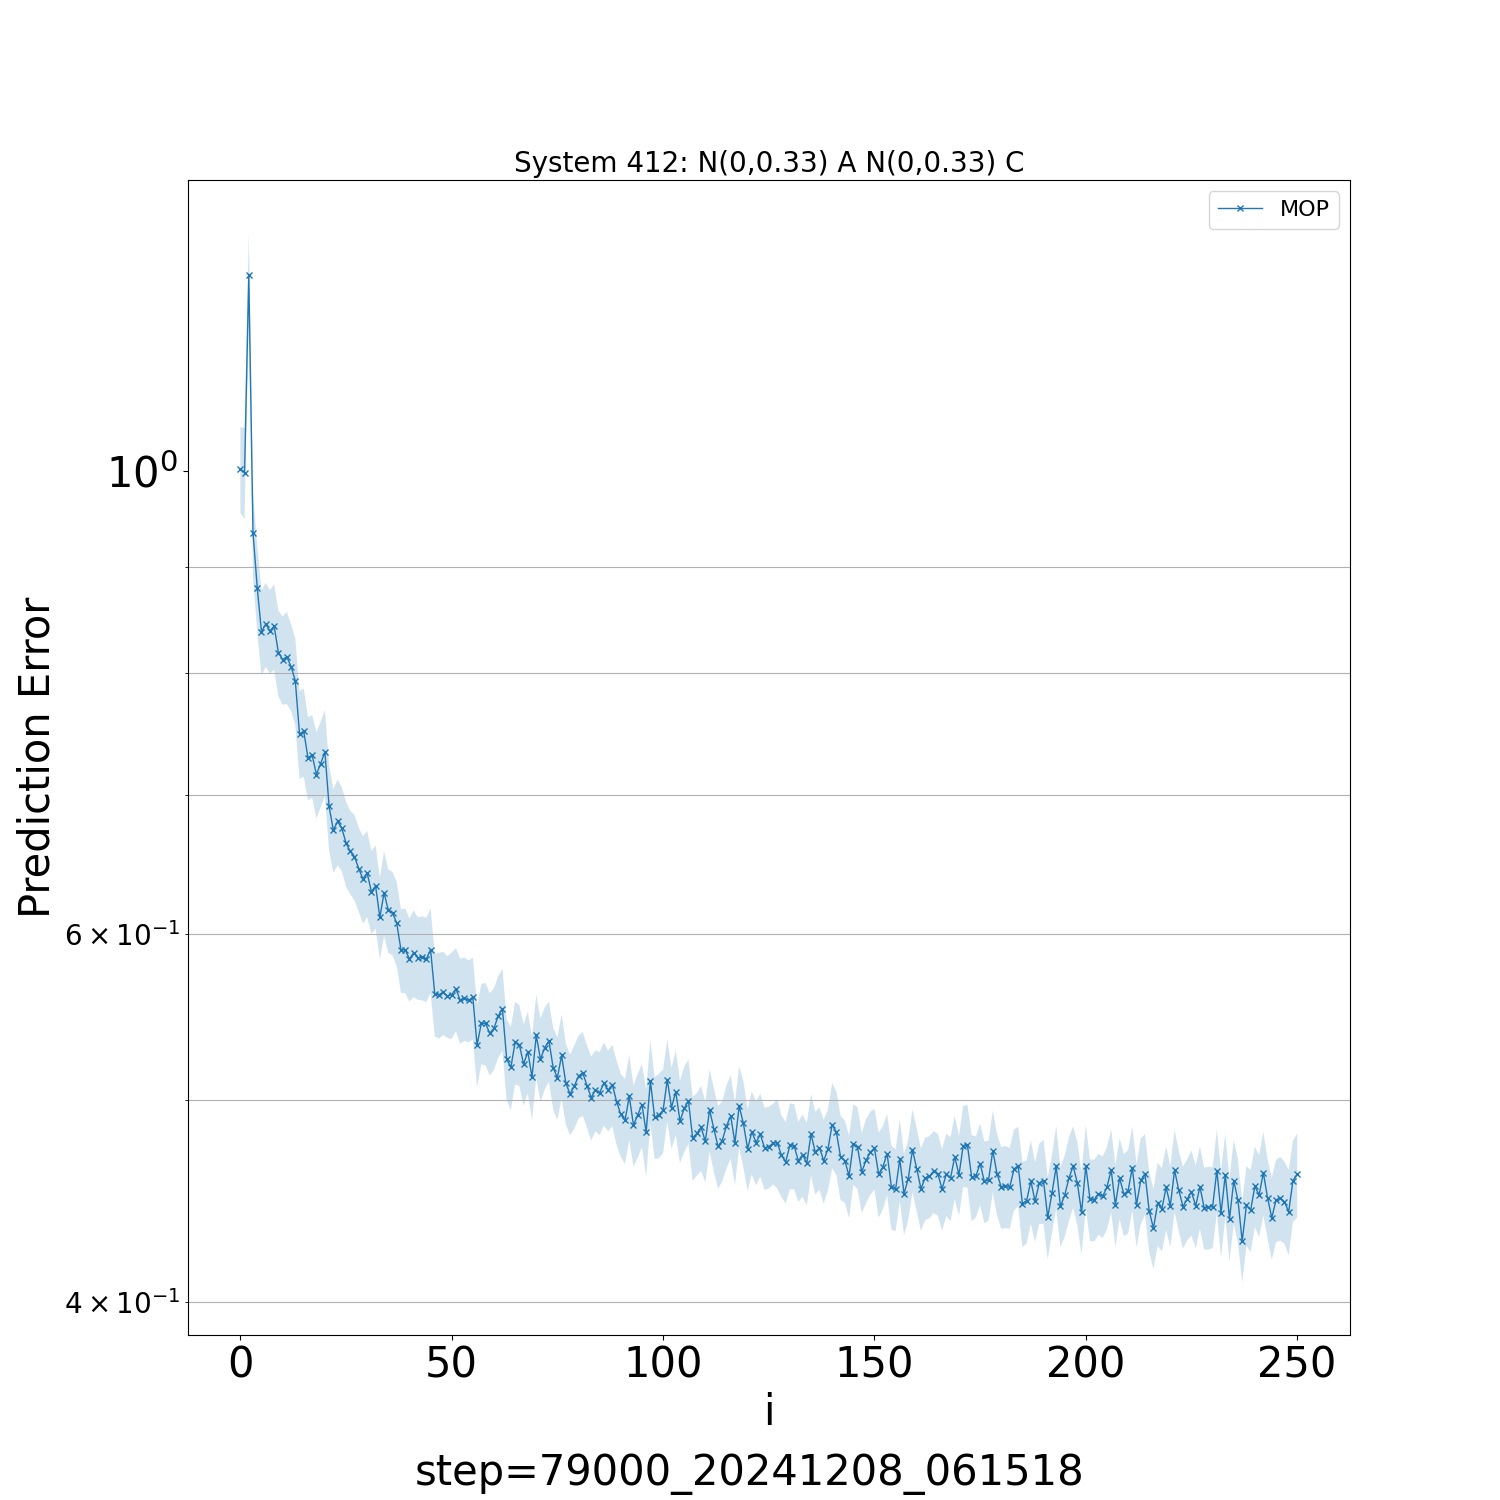 System 412: N(0,0.33) A N(0,0.33) C
MOP
10⁰
6 × 10⁻¹
4 × 10⁻¹
Prediction Error
0 50 100 150 200 250
i
step=79000_20241208_061518